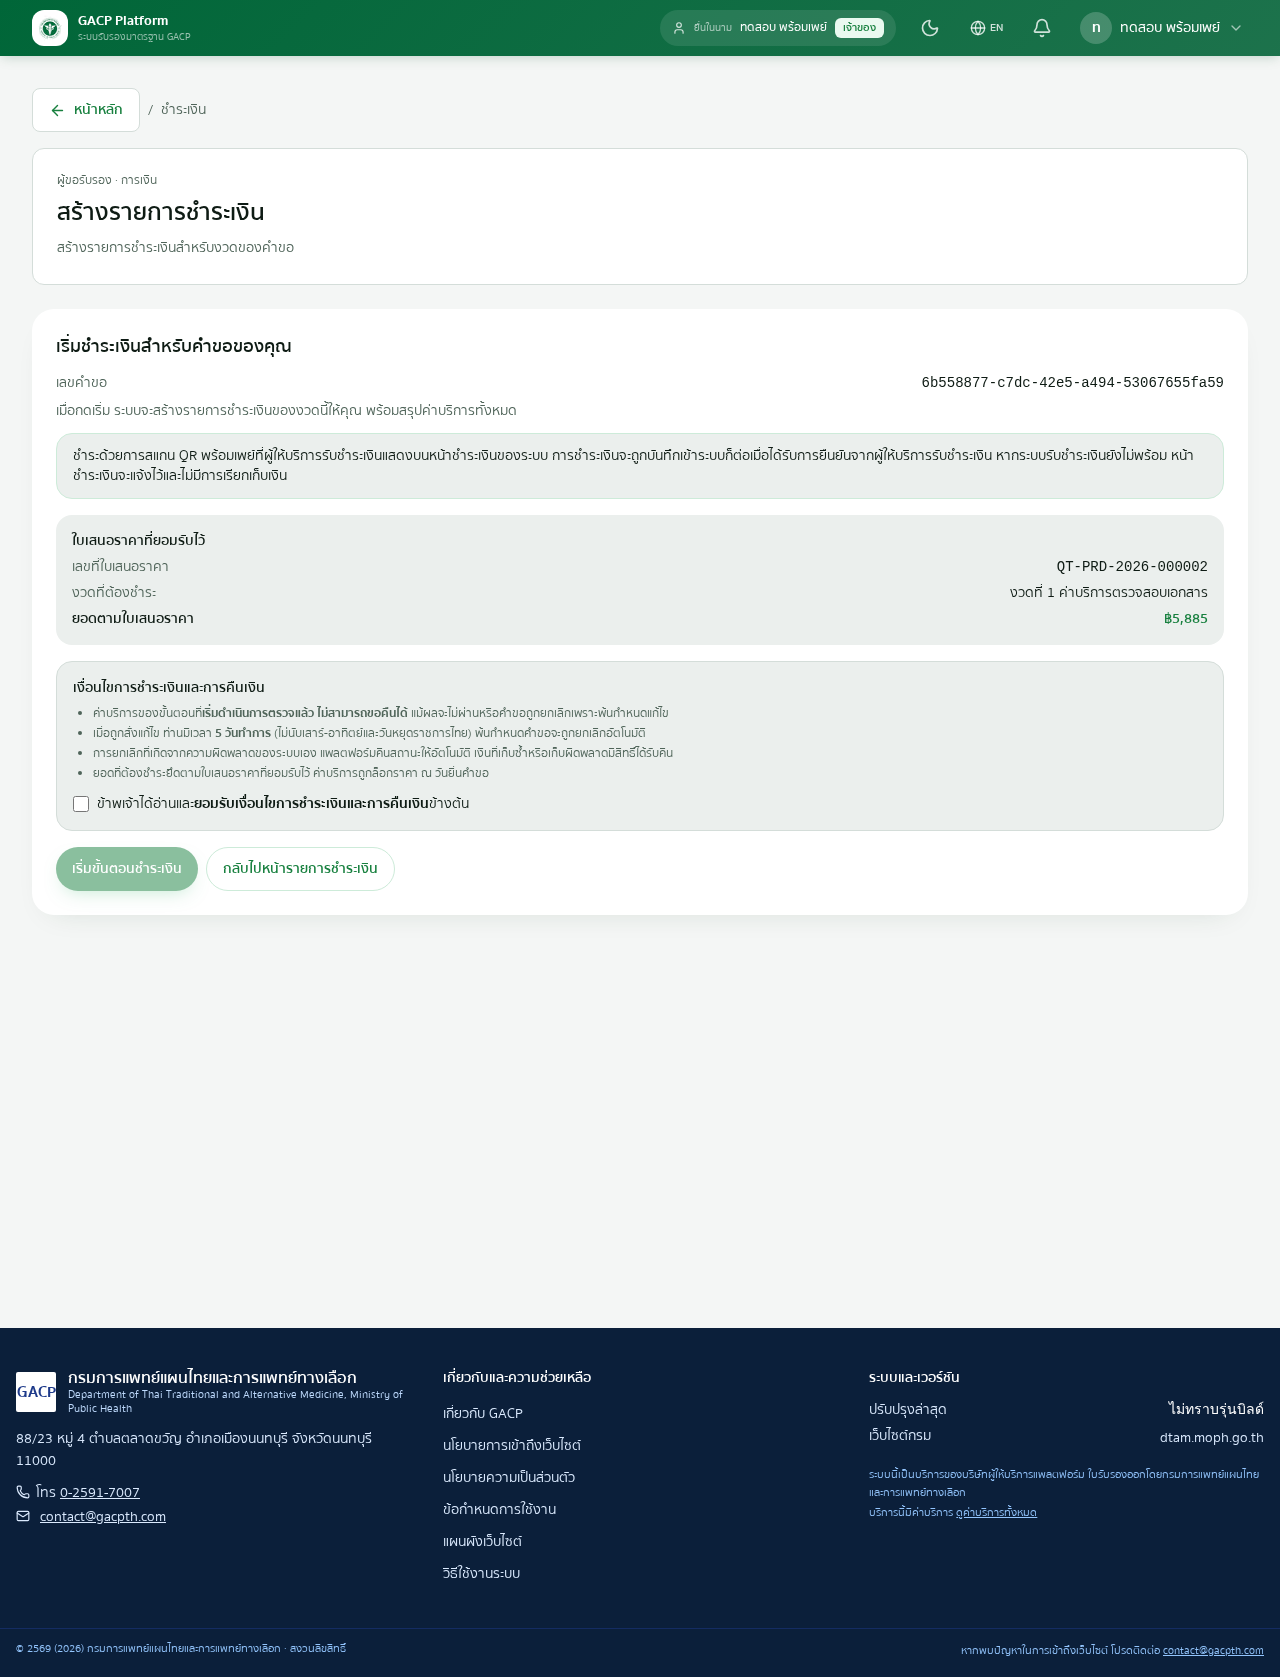 GACP Platform
ระบบรับรองมาตรฐาน GACP
ยื่นในนาม ทดสอบ พร้อมเพย์ เจ้าของ
EN
ท ทดสอบ พร้อมเพย์
หน้าหลัก / ชำระเงิน
ผู้ขอรับรอง · การเงิน
สร้างรายการชำระเงิน
สร้างรายการชำระเงินสำหรับงวดของคำขอ
เริ่มชำระเงินสำหรับคำขอของคุณ
เลขคำขอ 6b558877-c7dc-42e5-a494-53067655fa59
เมื่อกดเริ่ม ระบบจะสร้างรายการชำระเงินของงวดนี้ให้คุณ พร้อมสรุปค่าบริการทั้งหมด
ชำระด้วยการสแกน QR พร้อมเพย์ที่ผู้ให้บริการรับชำระเงินแสดงบนหน้าชำระเงินของระบบ การชำระเงินจะถูกบันทึกเข้าระบบก็ต่อเมื่อได้รับการยืนยันจากผู้ให้บริการรับชำระเงิน หากระบบรับชำระเงินยังไม่พร้อม หน้า
ชำระเงินจะแจ้งไว้และไม่มีการเรียกเก็บเงิน
ใบเสนอราคาที่ยอมรับไว้
เลขที่ใบเสนอราคา QT-PRD-2026-000002
งวดที่ต้องชำระ งวดที่ 1 ค่าบริการตรวจสอบเอกสาร
ยอดตามใบเสนอราคา ฿5,885
เงื่อนไขการชำระเงินและการคืนเงิน
• ค่าบริการของขั้นตอนที่เริ่มดำเนินการตรวจแล้ว ไม่สามารถขอคืนได้ แม้ผลจะไม่ผ่านหรือคำขอถูกยกเลิกเพราะพ้นกำหนดแก้ไข
• เมื่อถูกสั่งแก้ไข ท่านมีเวลา 5 วันทำการ (ไม่นับเสาร์-อาทิตย์และวันหยุดราชการไทย) พ้นกำหนดคำขอจะถูกยกเลิกอัตโนมัติ
• การยกเลิกที่เกิดจากความผิดพลาดของระบบเอง แพลตฟอร์มคืนสถานะให้อัตโนมัติ เงินที่เก็บซ้ำหรือเก็บผิดพลาดมีสิทธิ์ได้รับคืน
• ยอดที่ต้องชำระยึดตามใบเสนอราคาที่ยอมรับไว้ ค่าบริการถูกล็อกราคา ณ วันยื่นคำขอ
ข้าพเจ้าได้อ่านและยอมรับเงื่อนไขการชำระเงินและการคืนเงินข้างต้น
เริ่มขั้นตอนชำระเงิน กลับไปหน้ารายการชำระเงิน
GACP
กรมการแพทย์แผนไทยและการแพทย์ทางเลือก
Department of Thai Traditional and Alternative Medicine, Ministry of
Public Health
88/23 หมู่ 4 ตำบลตลาดขวัญ อำเภอเมืองนนทบุรี จังหวัดนนทบุรี
11000
โทร 0-2591-7007
contact@gacpth.com
เกี่ยวกับและความช่วยเหลือ
เกี่ยวกับ GACP
นโยบายการเข้าถึงเว็บไซต์
นโยบายความเป็นส่วนตัว
ข้อกำหนดการใช้งาน
แผนผังเว็บไซต์
วิธีใช้งานระบบ
ระบบและเวอร์ชัน
ปรับปรุงล่าสุด ไม่ทราบรุ่นบิลด์
เว็บไซต์กรม dtam.moph.go.th
ระบบนี้เป็นบริการของบริษัทผู้ให้บริการแพลตฟอร์ม ใบรับรองออกโดยกรมการแพทย์แผนไทย
และการแพทย์ทางเลือก
บริการนี้มีค่าบริการ ดูค่าบริการทั้งหมด
© 2569 (2026) กรมการแพทย์แผนไทยและการแพทย์ทางเลือก · สงวนลิขสิทธิ์
หากพบปัญหาในการเข้าถึงเว็บไซต์ โปรดติดต่อ contact@gacpth.com